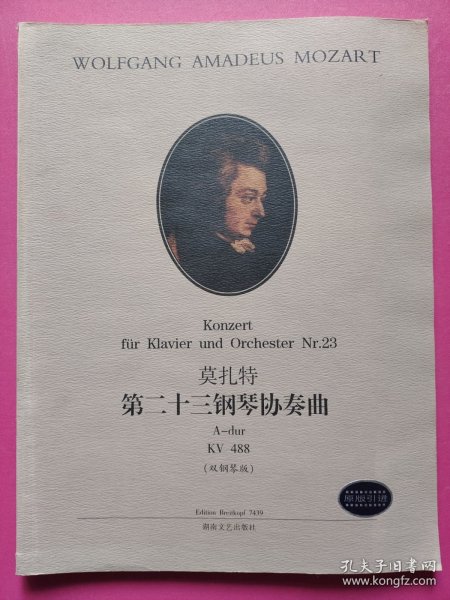 WOLFGANG AMADEUS MOZART
Konzert
für Klavier und Orchester Nr.23
莫扎特
第二十三钢琴协奏曲
A-dur
KV 488
(双钢琴版)
原版引进
Edition Breitkopf 7439
湖南文艺出版社
孔夫子旧书网
www.kongfz.com